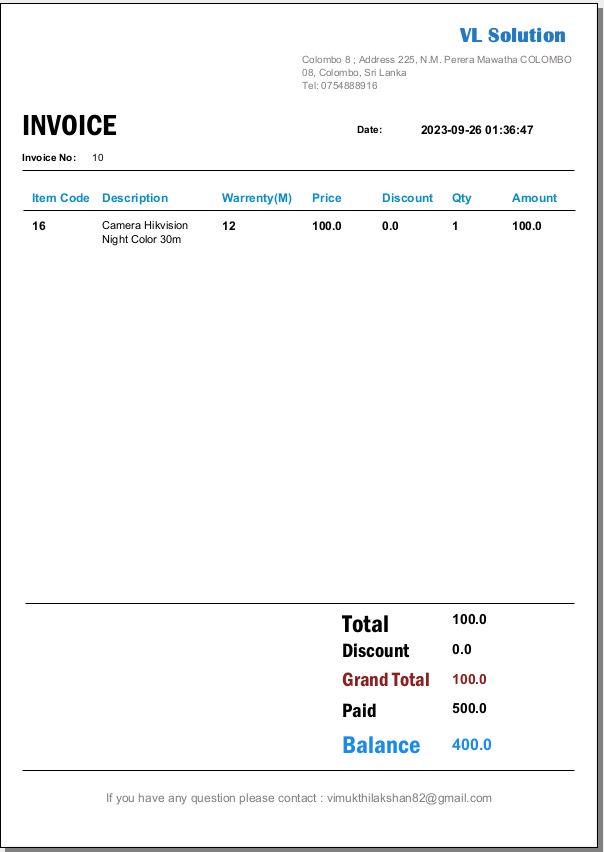 VL Solution
Colombo 8 ; Address 225, N.M. Perera Mawatha COLOMBO
08, Colombo, Sri Lanka
Tel: 0754888916
INVOICE
Date: 2023-09-26 01:36:47
Invoice No: 10
Item Code Description Warrenty(M) Price Discount Qty Amount
16 Camera Hikvision 12 100.0 0.0 1 100.0
Night Color 30m
Total 100.0
Discount 0.0
Grand Total 100.0
Paid 500.0
Balance 400.0
If you have any question please contact : vimukthilakshan82@gmail.com